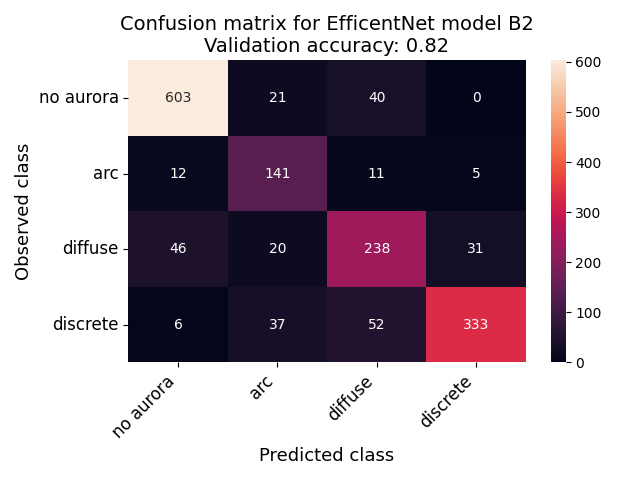 Confusion matrix for EfficentNet model B2
Validation accuracy: 0.82
Observed class
no aurora 603 21 40 0
arc 12 141 11 5
diffuse 46 20 238 31
discrete 6 37 52 333
no aurora arc diffuse discrete
Predicted class
600
500
400
300
200
100
0